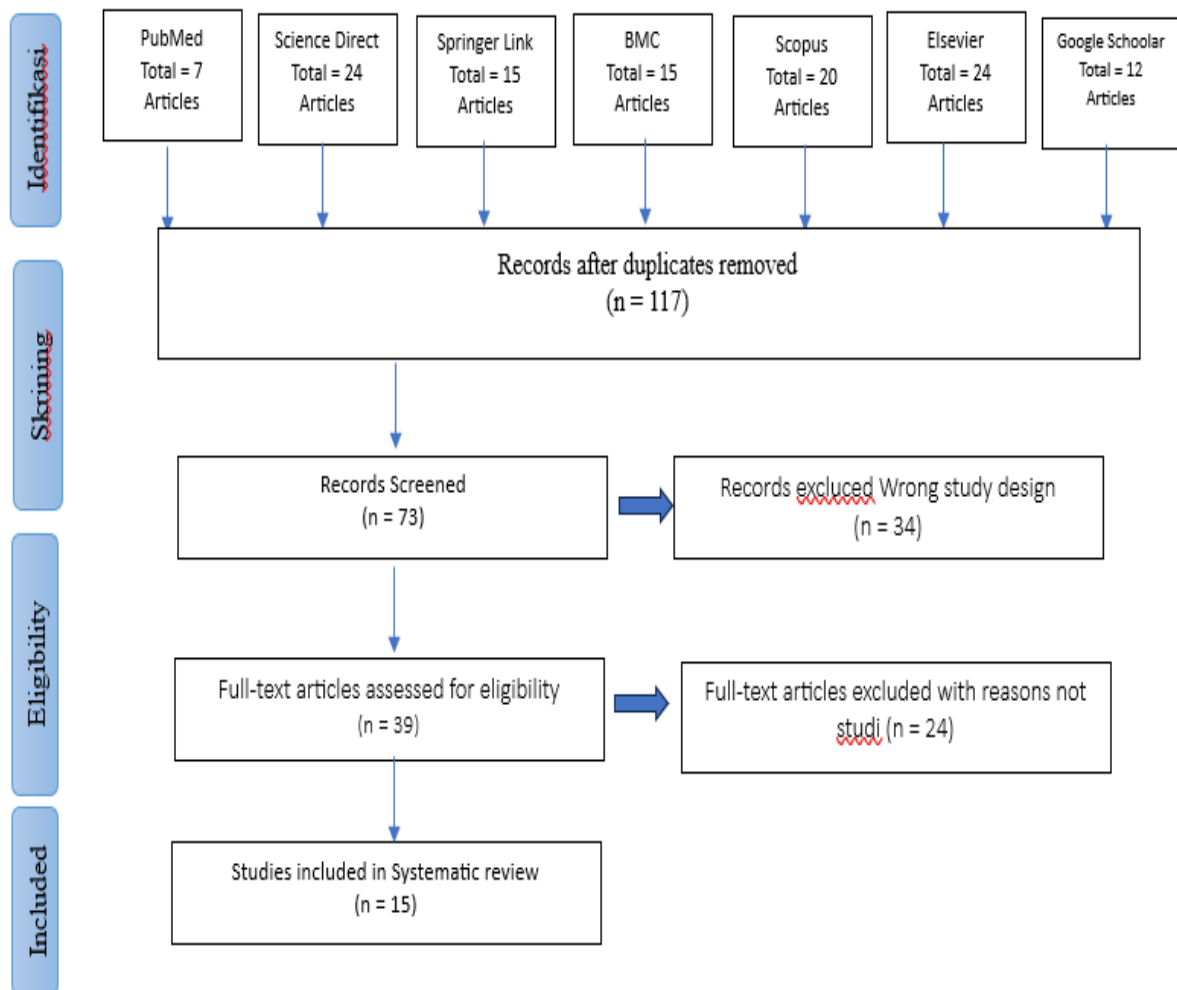 Identifikasi
PubMed
Total = 7
Articles
Science Direct
Total = 24
Articles
Springer Link
Total = 15
Articles
BMC
Total = 15
Articles
Scopus
Total = 20
Articles
Elsevier
Total = 24
Articles
Google Schoolar
Total = 12
Articles
Skrining
Records after duplicates removed
(n = 117)
Records Screened
(n = 73)
Records excluced Wrong study design
(n = 34)
Eligibility
Full-text articles assessed for eligibility
(n = 39)
Full-text articles excluded with reasons not
studi (n = 24)
Included
Studies included in Systematic review
(n = 15)